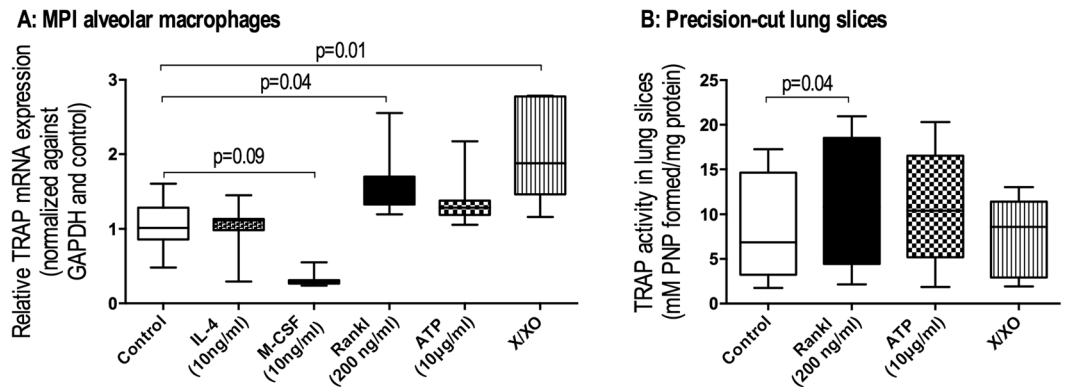 A: MPI alveolar macrophages
Relative TRAP mRNA expression
(normalized against
GAPDH and control)
3
2
1
0
p=0.01
p=0.04
p=0.09
Control
IL-4
(10ng/ml)
M-CSF
(10ng/ml)
Rankl
(200 ng/ml)
ATP
(10µg/ml)
X/XO
B: Precision-cut lung slices
TRAP activity in lung slices
(mM PNP formed/mg protein)
25
20
15
10
5
0
p=0.04
Control
Rankl
(200 ng/ml)
ATP
(10µg/ml)
X/XO